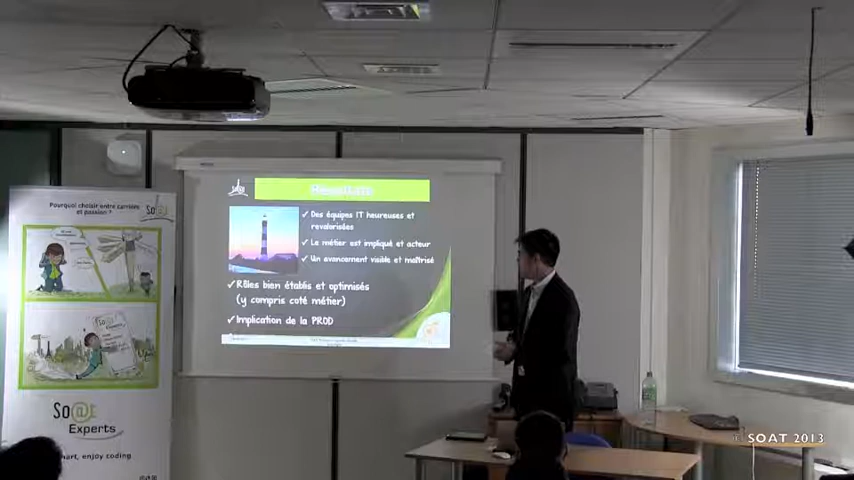 Pourquoi choisir entre carrière
et passion ?
So@t
So@t
Résultats
✓ Des équipes IT heureuses et
revalorisées
✓ Le métier est impliqué et acteur
✓ Un avancement visible et maîtrisé
✓ Rôles bien établis et optimisés
(y compris coté métier)
✓ Implication de la PROD
So@t
Experts
enjoy coding
© SOAT 2013